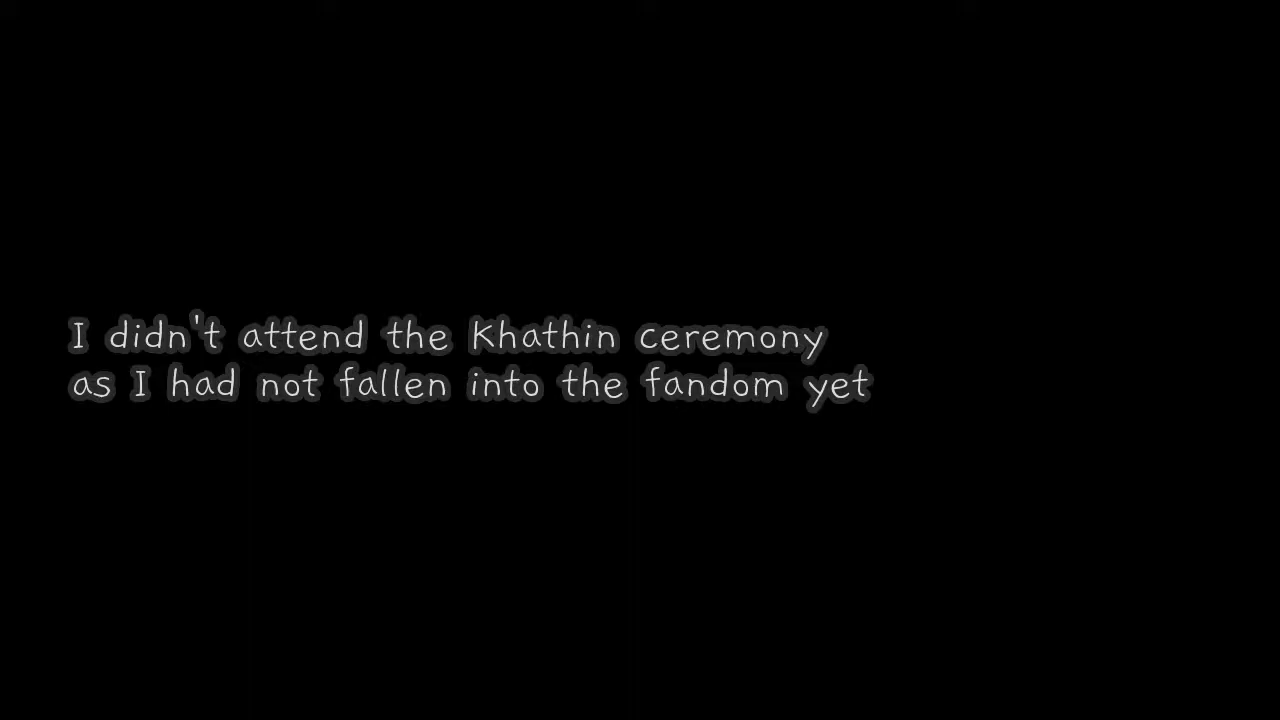 I didn't attend the Khathin ceremony
as I had not fallen into the fandom yet